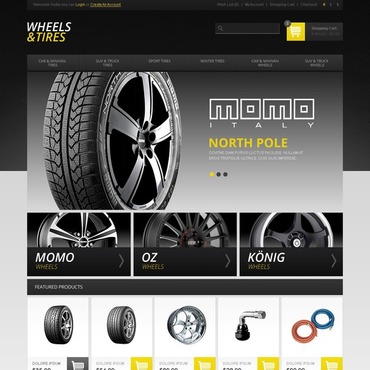 Welcome Visitor you can Login or Create An Account
Wish List (0)
My Account
Shopping Cart
Checkout
€ £ $
WHEELS
&TIRES
Shopping Cart:
CAR & MINIVAN
TIRES
SUV & TRUCK
TIRES
SPORT TIRES
WINTER TIRES
CAR & MINIVAN
WHEELS
SUV & TRUCK
WHEELS
MOMO
ITALY
NORTH POLE
MOMO
WHEELS
OZ
WHEELS
KÖNIG
WHEELS
FEATURED PRODUCTS
DOLORE IPSUM
DOLORE IPSUM
DOLORE IPSUM
DOLORE IPSUM
DOLORE IPSUM